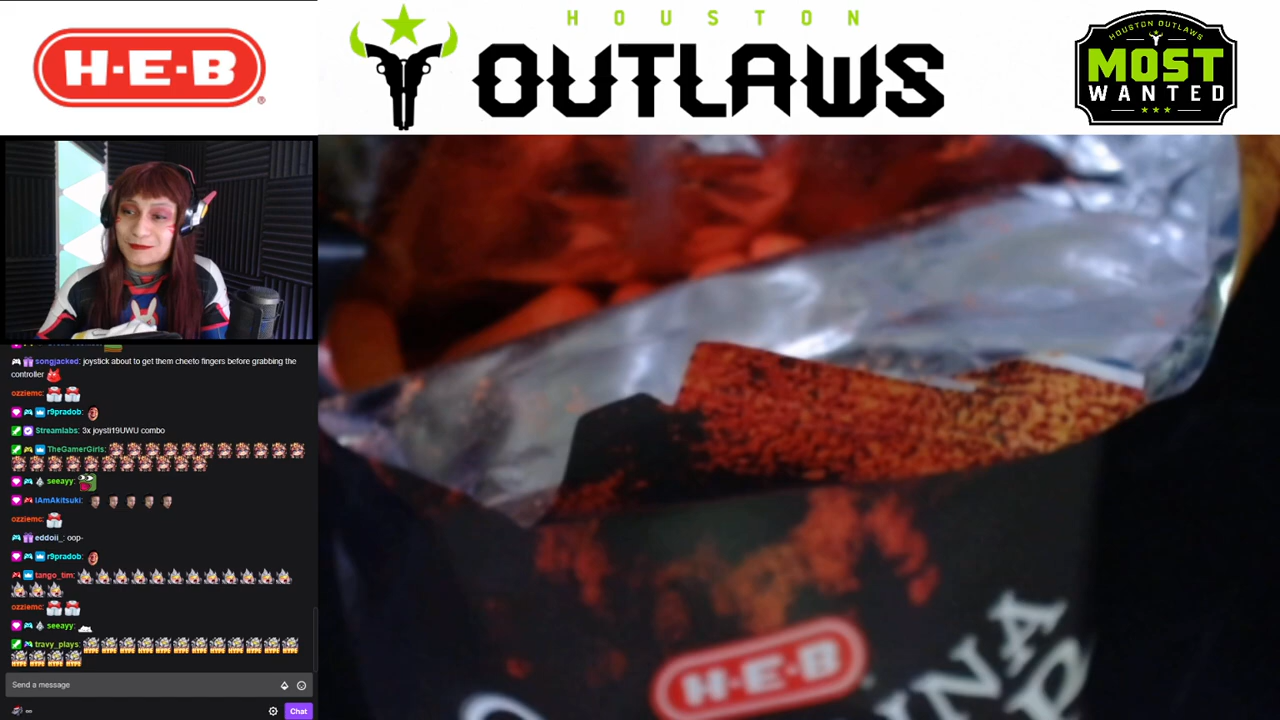 H-E-B
HOUSTON
OUTLAWS
HOUSTON OUTLAWS
MOST
WANTED
songjacked: joystick about to get them cheeto fingers before grabbing the
controller
ozziemc:
r9pradob:
Streamlabs: 3x joysti19UWU combo
TheGamerGirls:
seeayy:
IAmAkitsuki:
ozziemc:
eddoii_: oop-
r9pradob:
tango_tim:
ozziemc:
seeayy:
travy_plays:
Send a message
Chat
H-E-B